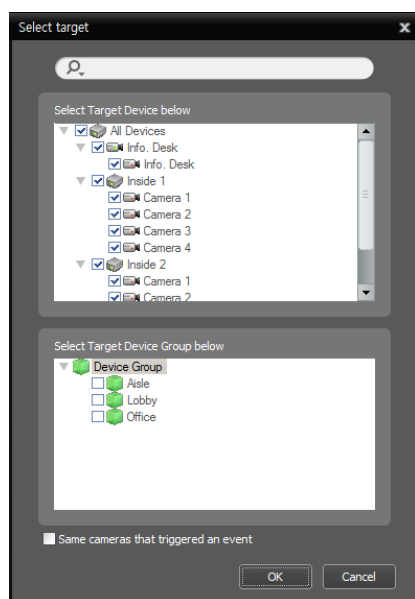 Select target
x
Select Target Device below
All Devices
Info. Desk
Info. Desk
Inside 1
Camera 1
Camera 2
Camera 3
Camera 4
Inside 2
Camera 1
Camera 2
Select Target Device Group below
Device Group
Aisle
Lobby
Office
Same cameras that triggered an event
OK Cancel